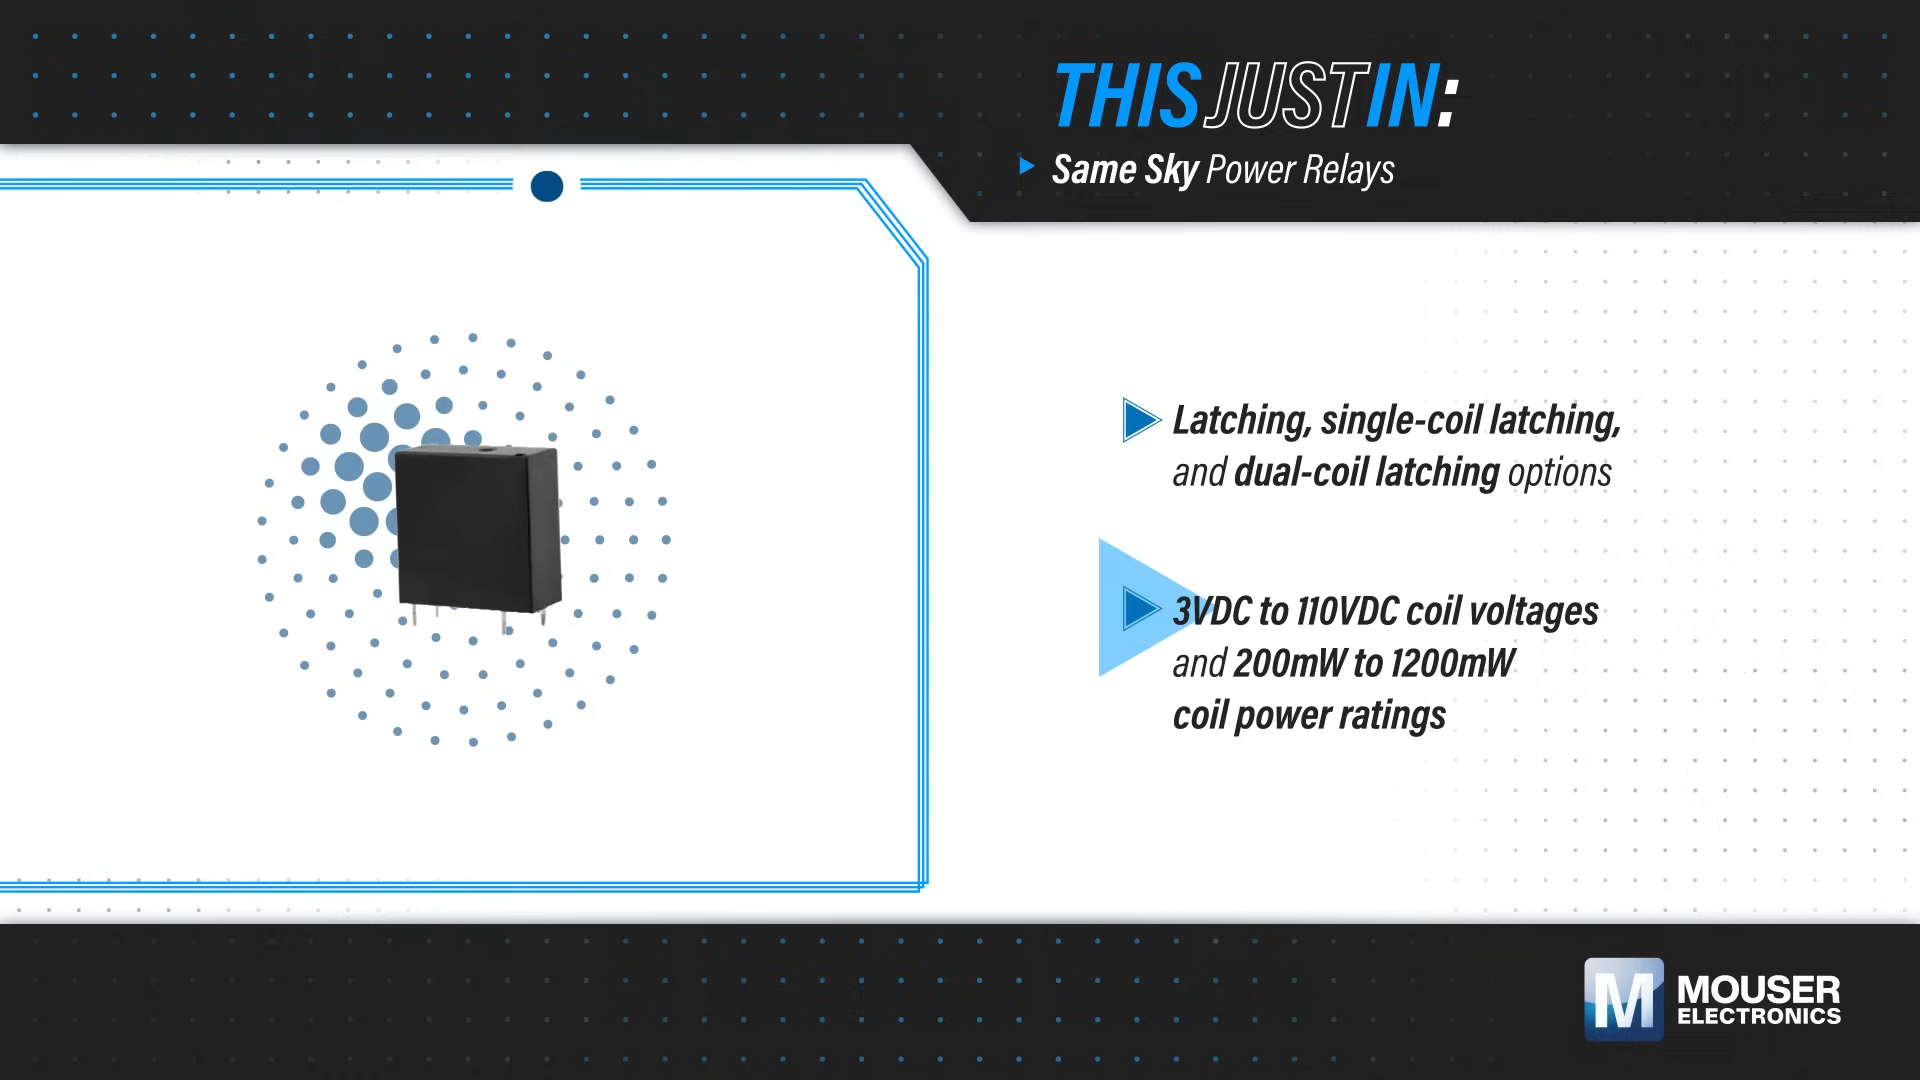 THIS JUST IN:
Same Sky Power Relays
Latching, single-coil latching,
and dual-coil latching options
3VDC to 110VDC coil voltages
and 200mW to 1200mW
coil power ratings
M MOUSER
ELECTRONICS